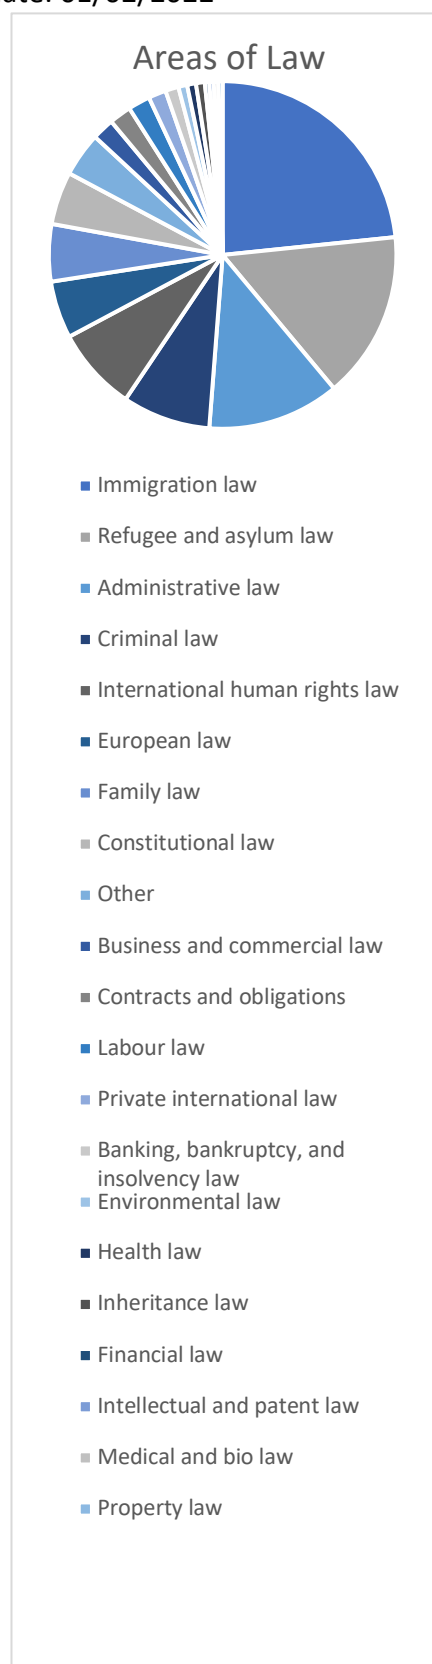 Areas of Law
Immigration law
Refugee and asylum law
Administrative law
Criminal law
International human rights law
European law
Family law
Constitutional law
Other
Business and commercial law
Contracts and obligations
Labour law
Private international law
Banking, bankruptcy, and
insolvency law
Environmental law
Health law
Inheritance law
Financial law
Intellectual and patent law
Medical and bio law
Property law